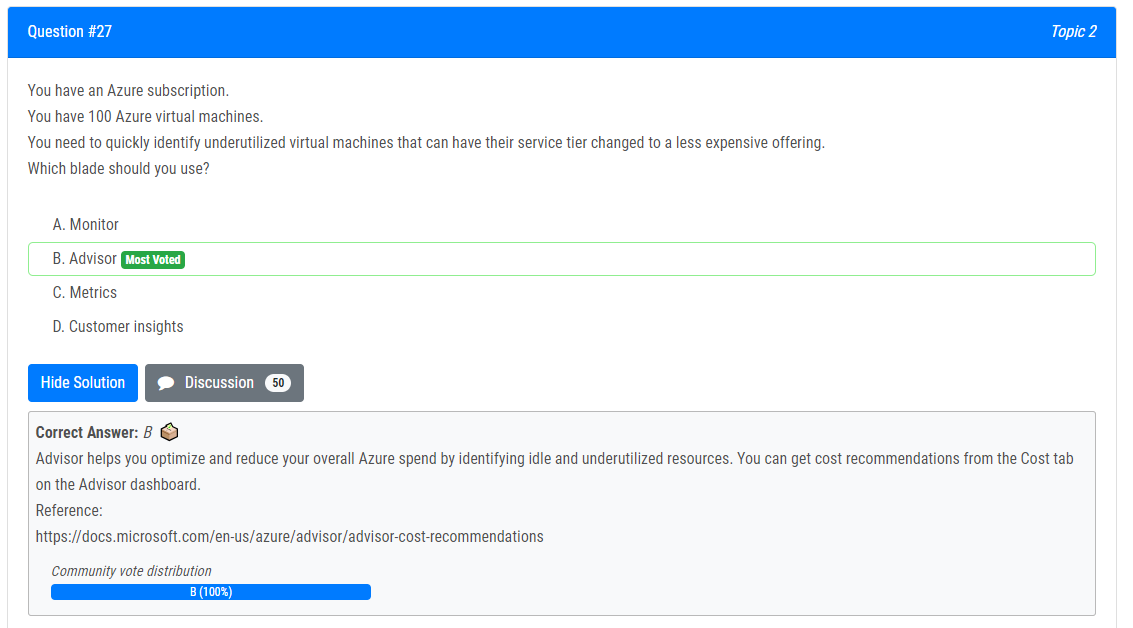 Question #27
Topic 2
You have an Azure subscription.
You have 100 Azure virtual machines.
You need to quickly identify underutilized virtual machines that can have their service tier changed to a less expensive offering.
Which blade should you use?
A. Monitor
B. Advisor Most Voted
C. Metrics
D. Customer insights
Hide Solution
Discussion 50
Correct Answer: B
Advisor helps you optimize and reduce your overall Azure spend by identifying idle and underutilized resources. You can get cost recommendations from the Cost tab
on the Advisor dashboard.
Reference:
https://docs.microsoft.com/en-us/azure/advisor/advisor-cost-recommendations
Community vote distribution
B (100%)